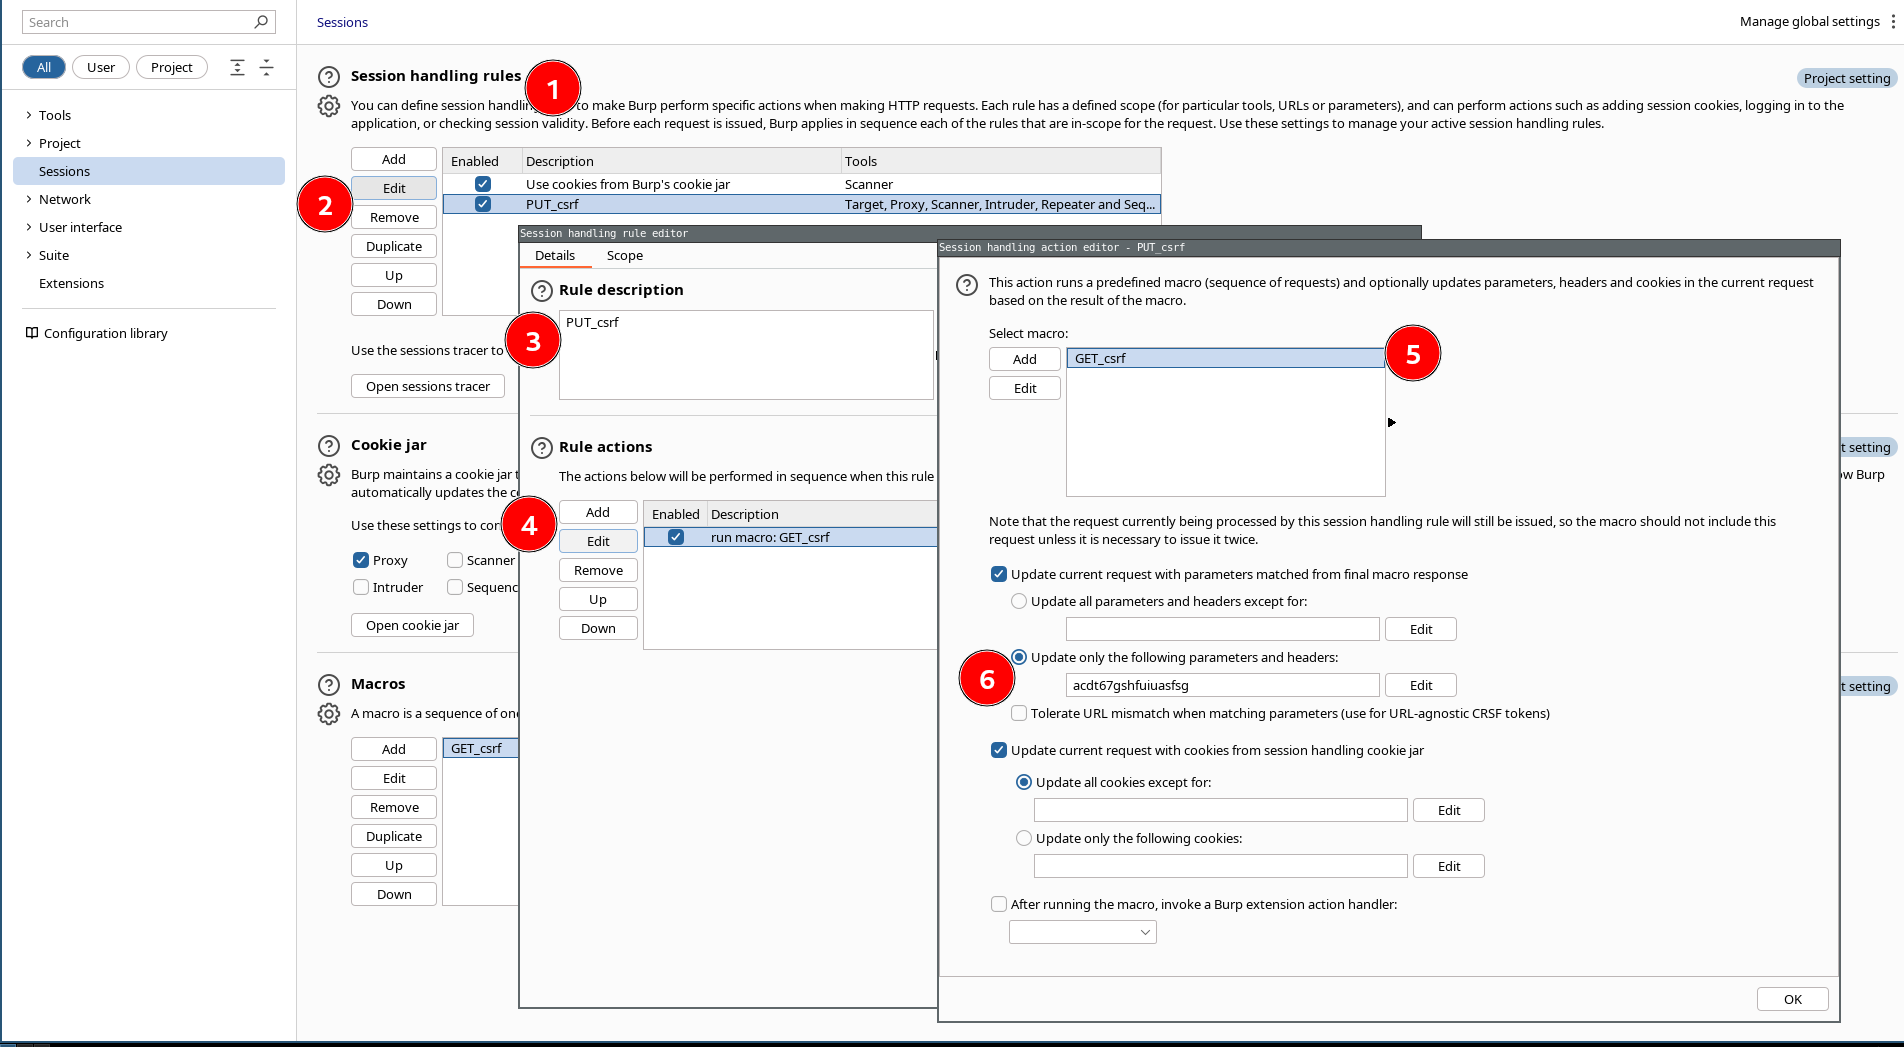 Search
Sessions
Manage global settings
All
User
Project
Tools
Project
Sessions
Network
User interface
Suite
Extensions
Configuration library
Session handling rules
1
Project setting
You can define session handlin
to make Burp perform specific actions when making HTTP requests. Each rule has a defined scope (for particular tools, URLs or parameters), and can perform actions such as adding session cookies, logging in to the
application, or checking session validity. Before each request is issued, Burp applies in sequence each of the rules that are in-scope for the request. Use these settings to manage your active session handling rules.
Add
Edit
Remove
Duplicate
Up
Down
2
Enabled Description Tools
Use cookies from Burp's cookie jar Scanner
PUT_csrf Target, Proxy, Scanner, Intruder, Repeater and Seq...
Use the sessions tracer to
Open sessions tracer
Cookie jar
t setting
Burp maintains a cookie jar t
ow Burp
automatically updates the c
Use these settings to cor
Proxy
Scanner
Intruder
Sequenc
Open cookie jar
Macros
t setting
A macro is a sequence of on
Add
Edit
Remove
Duplicate
Up
Down
GET_csrf
Session handling rule editor
Details
Scope
Rule description
3
PUT_csrf
Rule actions
The actions below will be performed in sequence when this rule
4
Add
Edit
Remove
Up
Down
Enabled Description
run macro: GET_csrf
Session handling action editor - PUT_csrf
This action runs a predefined macro (sequence of requests) and optionally updates parameters, headers and cookies in the current request
based on the result of the macro.
Select macro:
Add
Edit
GET_csrf
5
Note that the request currently being processed by this session handling rule will still be issued, so the macro should not include this
request unless it is necessary to issue it twice.
Update current request with parameters matched from final macro response
Update all parameters and headers except for:
Edit
6
Update only the following parameters and headers:
acdt67gshfuiuasfsg
Edit
Tolerate URL mismatch when matching parameters (use for URL-agnostic CRSF tokens)
Update current request with cookies from session handling cookie jar
Update all cookies except for:
Edit
Update only the following cookies:
Edit
After running the macro, invoke a Burp extension action handler:
OK